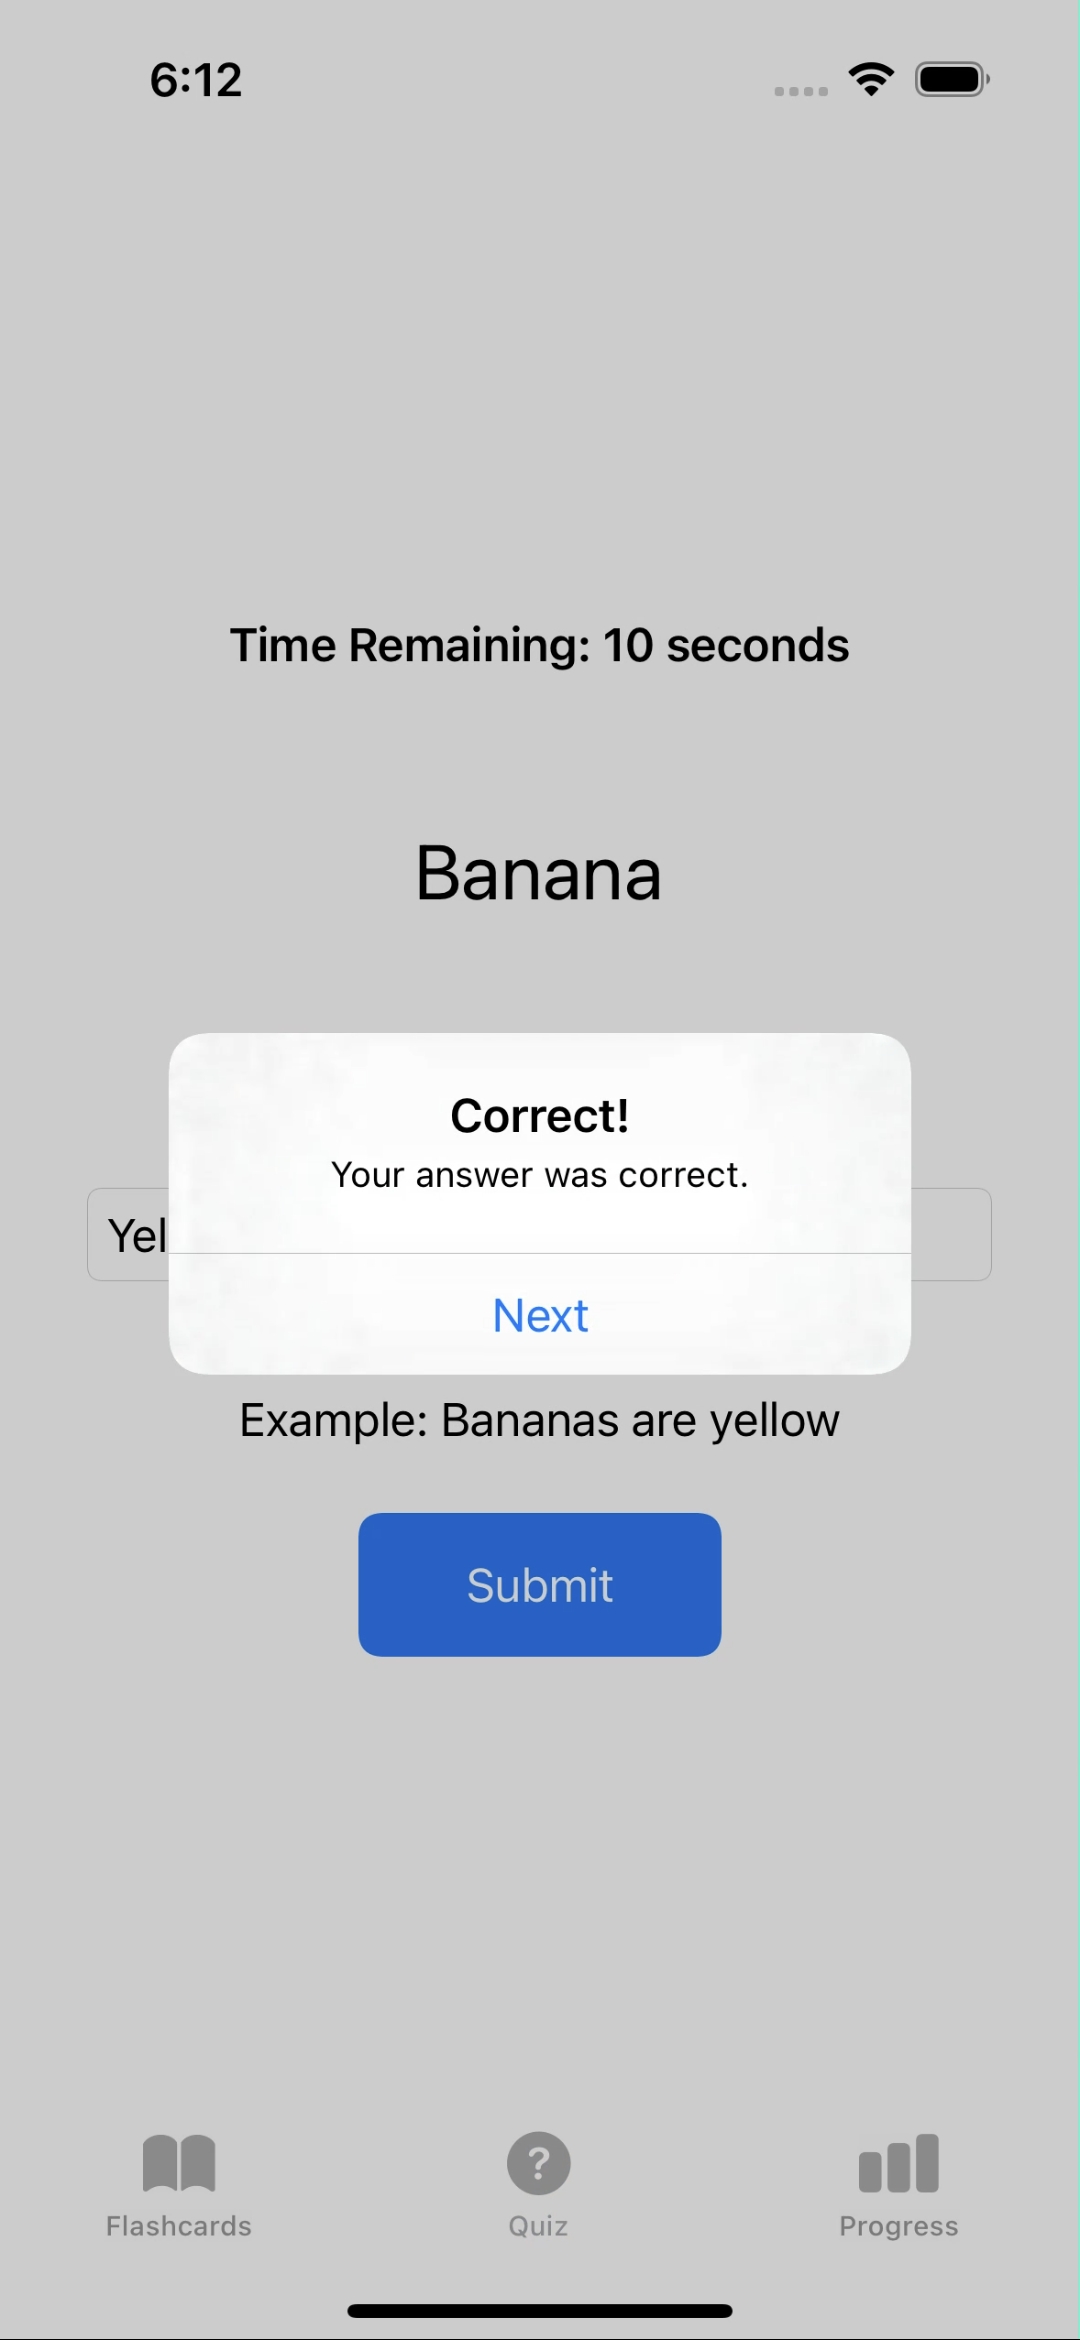 6:12
Time Remaining: 10 seconds
Banana
Correct!
Your answer was correct.
Yel
Next
Example: Bananas are yellow
Submit
Flashcards
Quiz
Progress